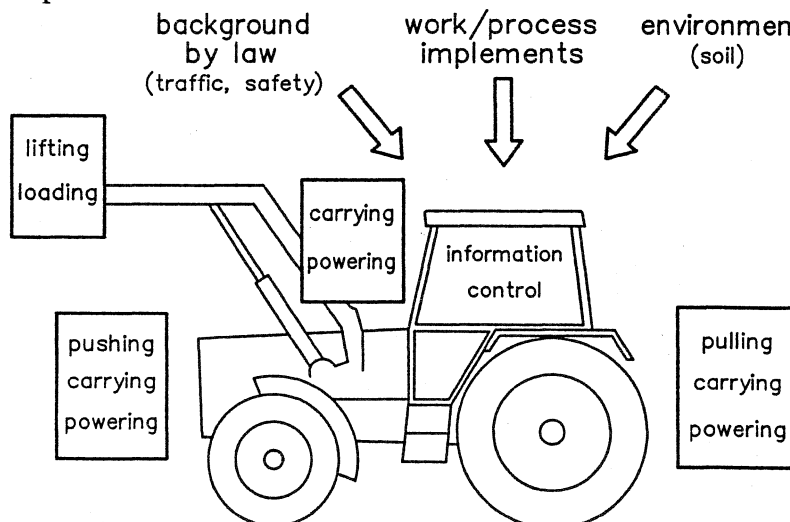 background
by law
(traffic, safety)
work/process
implements
environmen
(soil)
lifting
loading
carrying
powering
information
control
pushing
carrying
powering
pulling
carrying
powering